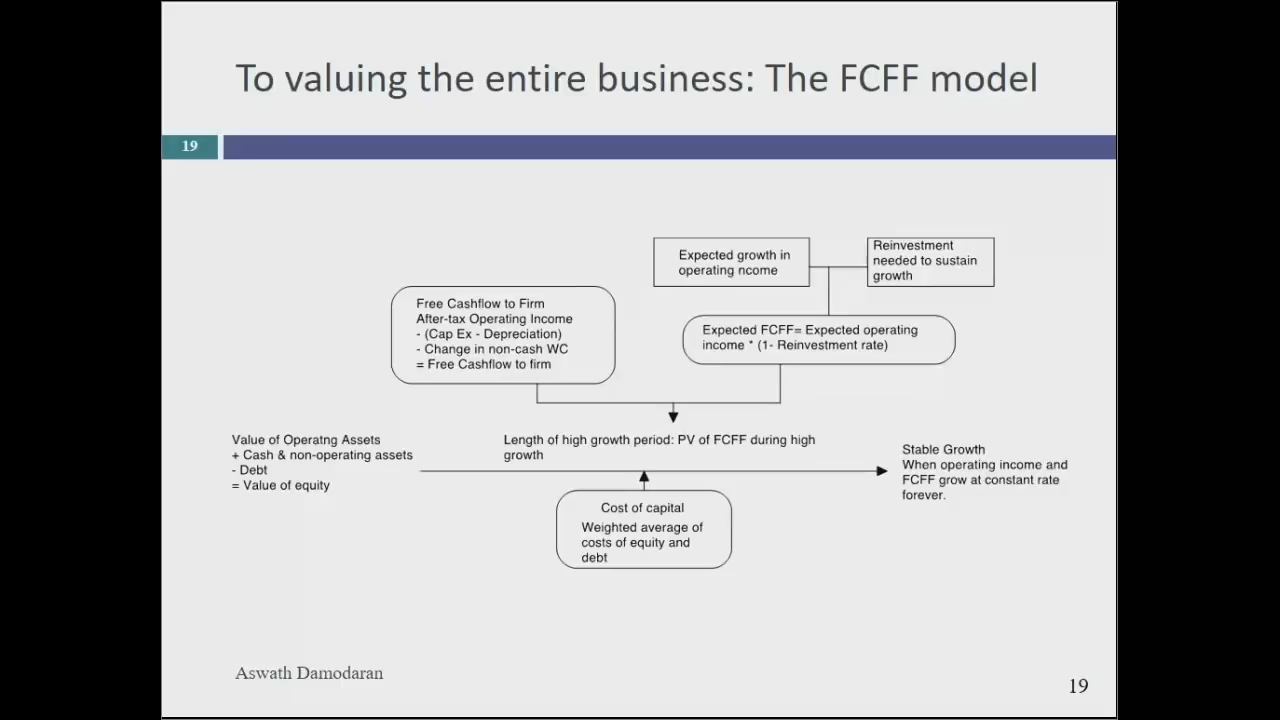 To valuing the entire business: The FCFF model
19
Expected growth in
operating ncome
Reinvestment
needed to sustain
growth
Free Cashflow to Firm
After-tax Operating Income
- (Cap Ex - Depreciation)
- Change in non-cash WC
= Free Cashflow to firm
Expected FCFF= Expected operating
income * (1- Reinvestment rate)
Value of Operatng Assets
+ Cash & non-operating assets
- Debt
= Value of equity
Length of high growth period: PV of FCFF during high
growth
Stable Growth
When operating income and
FCFF grow at constant rate
forever.
Cost of capital
Weighted average of
costs of equity and
debt
Aswath Damodaran
19